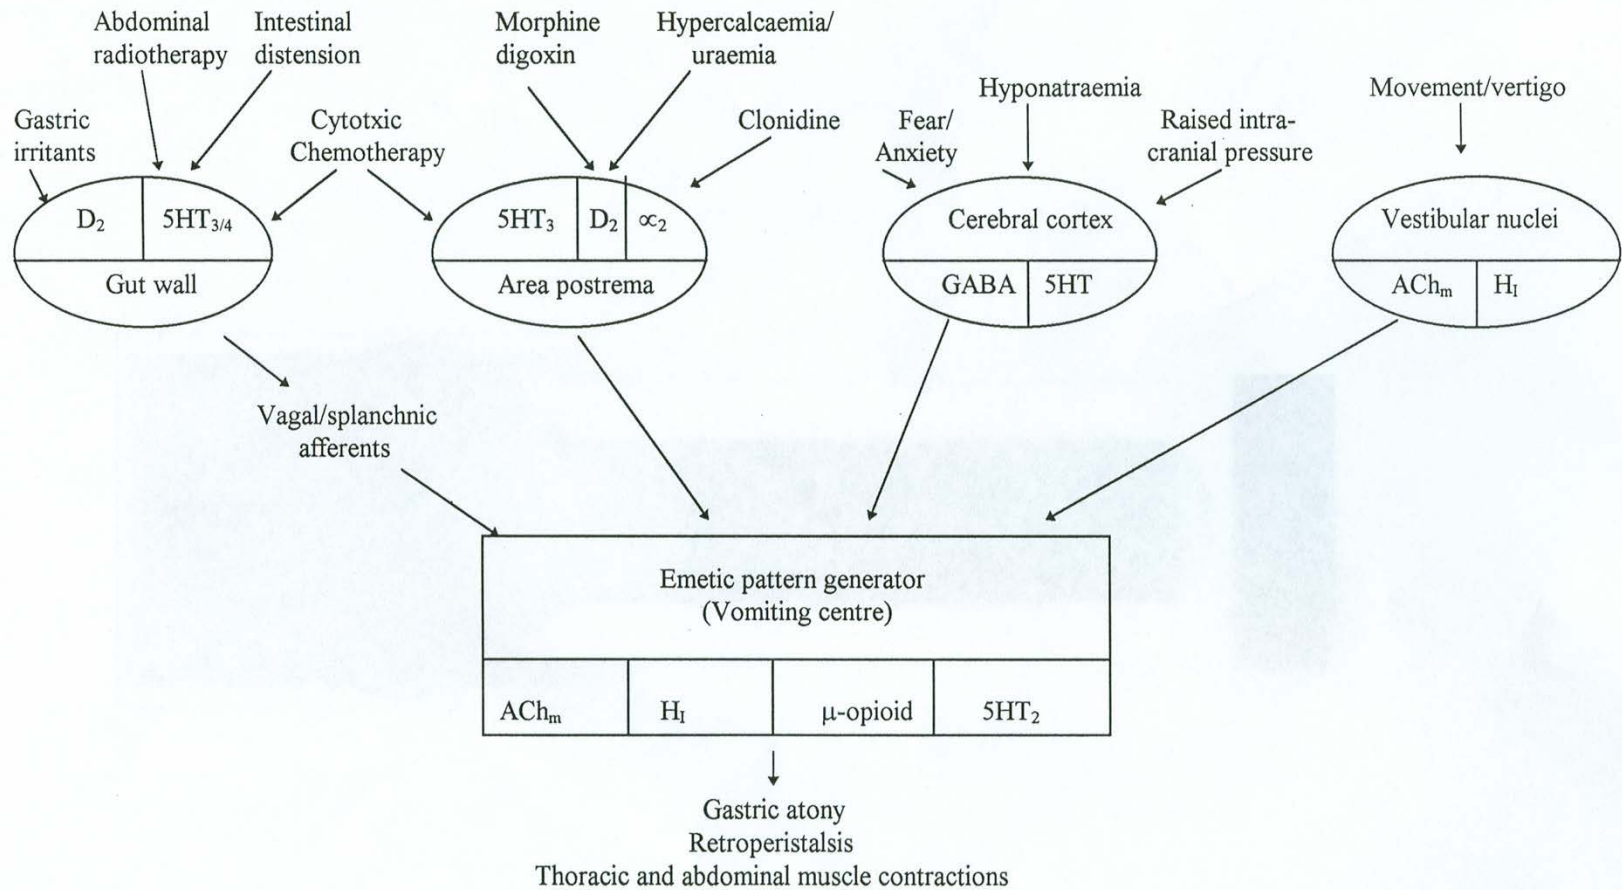 Abdominal
radiotherapy
Intestinal
distension
Morphine
digoxin
Hypercalcaemia/
uraemia
Gastric
irritants
Cytotxic
Chemotherapy
Clonidine
Fear/
Anxiety
Hyponatraemia
Raised intra-
cranial pressure
Movement/vertigo
D₂
5HT₃/₄
Gut wall
5HT₃
D₂
∝₂
Area postrema
Cerebral cortex
GABA
5HT
Vestibular nuclei
AChₘ
H_I
Vagal/splanchnic
afferents
Emetic pattern generator
(Vomiting centre)
AChₘ
H_I
μ-opioid
5HT₂
Gastric atony
Retroperistalsis
Thoracic and abdominal muscle contractions